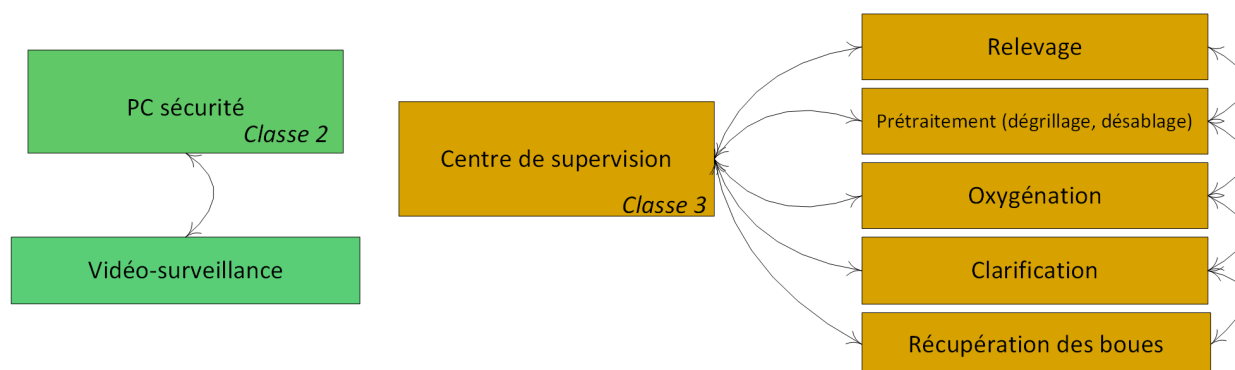 PC sécurité
Classe 2
Vidéo-surveillance
Centre de supervision
Classe 3
Relevage
Prétraitement (dégrillage, désablage)
Oxygénation
Clarification
Récupération des boues